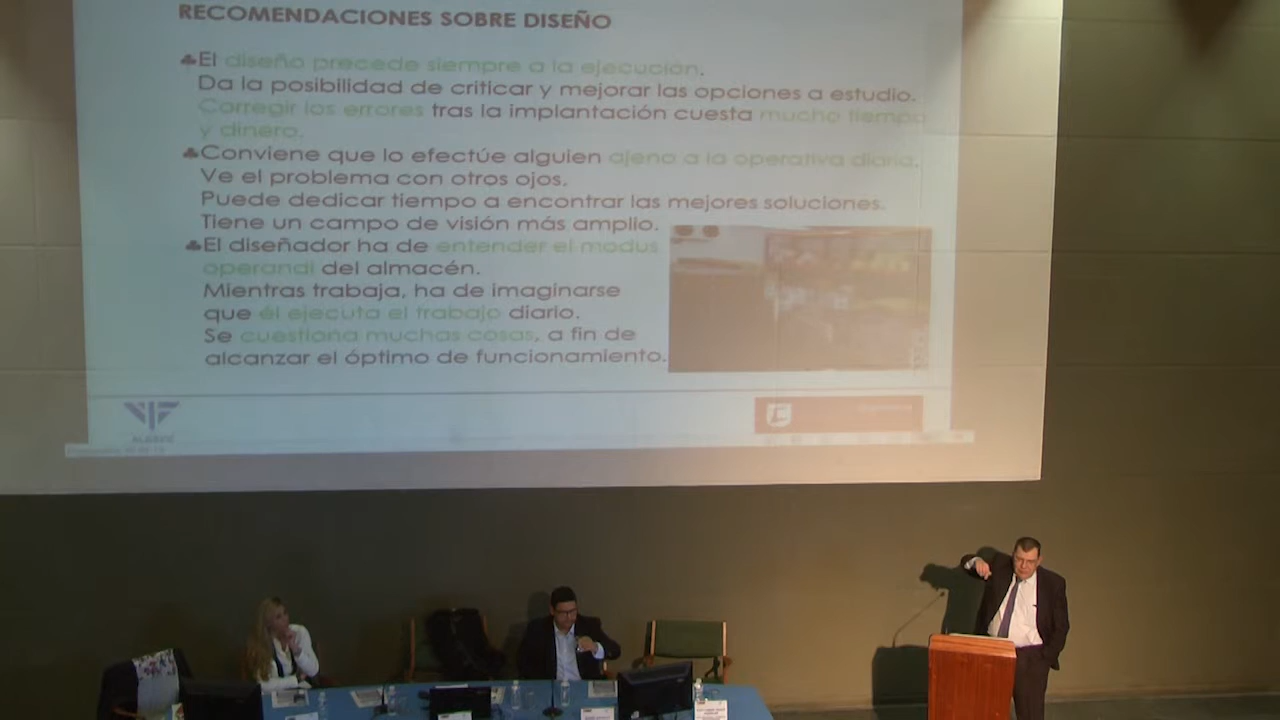 RECOMENDACIONES SOBRE DISEÑO
♣El diseño precede siempre a la ejecución.
Da la posibilidad de criticar y mejorar las opciones a estudio.
Corregir los errores tras la implantación cuesta mucho tiempo
y dinero.
♣Conviene que lo efectúe alguien ajeno a la operativa diaria.
Ve el problema con otros ojos.
Puede dedicar tiempo a encontrar las mejores soluciones.
Tiene un campo de visión más amplio.
♣El diseñador ha de entender el modus
operandi del almacén.
Mientras trabaja, ha de imaginarse
que él ejecuta el trabajo diario.
Se cuestiona muchas cosas, a fin de
alcanzar el óptimo de funcionamiento.